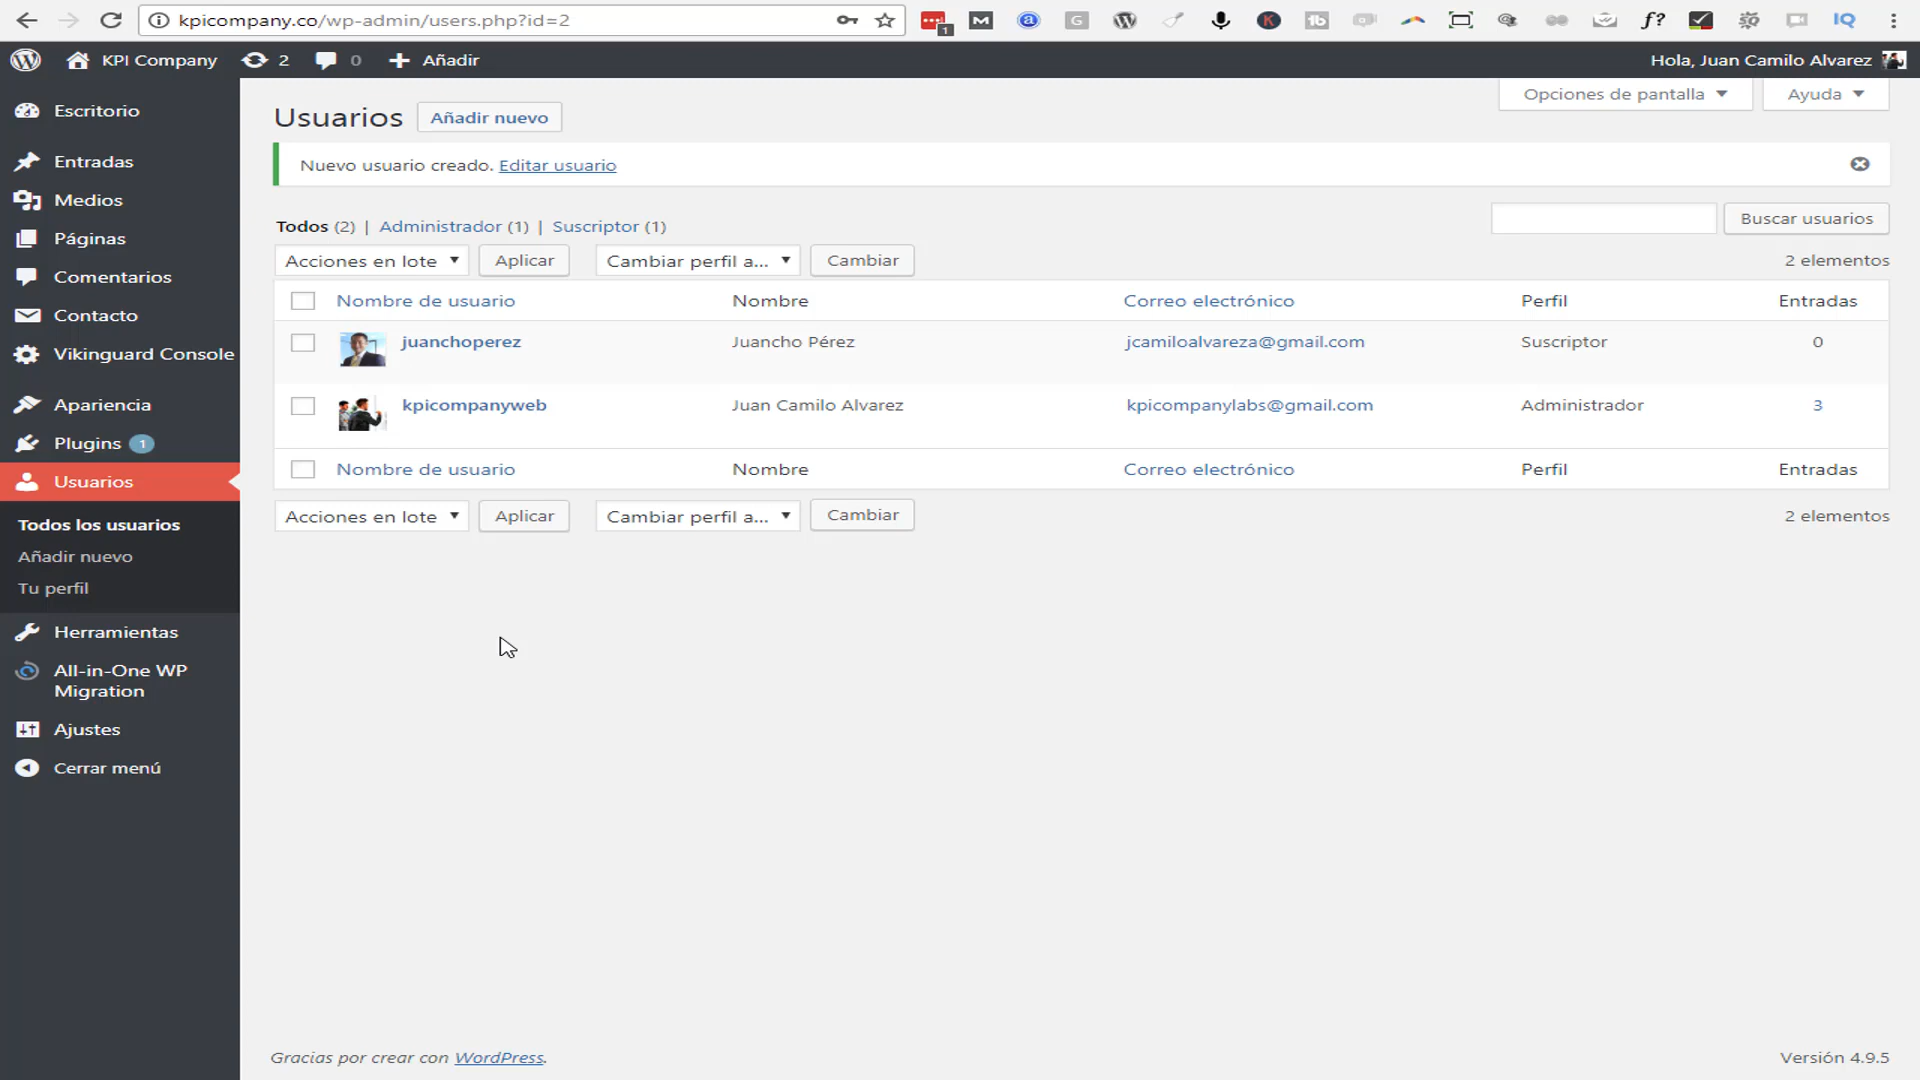 kpicompany.co/wp-admin/users.php?id=2
1
KPI Company 2 0 Añadir
Hola, Juan Camilo Alvarez
Escritorio
Entradas
Medios
Páginas
Comentarios
Contacto
Vikinguard Console
Apariencia
Plugins 1
Usuarios
Todos los usuarios
Añadir nuevo
Tu perfil
Herramientas
All-in-One WP
Migration
Ajustes
Cerrar menú
Opciones de pantalla
Ayuda
Usuarios
Añadir nuevo
Nuevo usuario creado. Editar usuario
Todos (2) | Administrador (1) | Suscriptor (1)
Buscar usuarios
Acciones en lote Aplicar Cambiar perfil a... Cambiar 2 elementos
Nombre de usuario Nombre Correo electrónico Perfil Entradas
juanchoperez Juancho Pérez jcamiloalvareza@gmail.com Suscriptor 0
kpicompanyweb Juan Camilo Alvarez kpicompanylabs@gmail.com Administrador 3
Nombre de usuario Nombre Correo electrónico Perfil Entradas
Acciones en lote Aplicar Cambiar perfil a... Cambiar 2 elementos
Gracias por crear con WordPress.
Versión 4.9.5